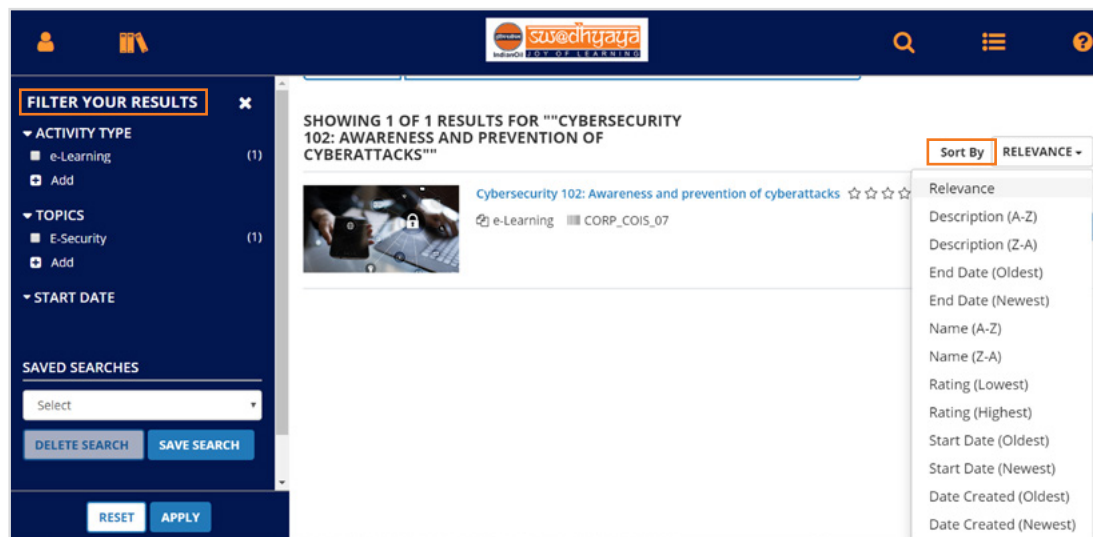 IndianOil
swadhyaya
JOY OF LEARNING
FILTER YOUR RESULTS
ACTIVITY TYPE
e-Learning (1)
Add
TOPICS
E-Security (1)
Add
START DATE
SAVED SEARCHES
Select
DELETE SEARCH SAVE SEARCH
RESET APPLY
SHOWING 1 OF 1 RESULTS FOR ""CYBERSECURITY
102: AWARENESS AND PREVENTION OF
CYBERATTACKS""
Sort By RELEVANCE
Cybersecurity 102: Awareness and prevention of cyberattacks
e-Learning CORP_COIS_07
Relevance
Description (A-Z)
Description (Z-A)
End Date (Oldest)
End Date (Newest)
Name (A-Z)
Name (Z-A)
Rating (Lowest)
Rating (Highest)
Start Date (Oldest)
Start Date (Newest)
Date Created (Oldest)
Date Created (Newest)